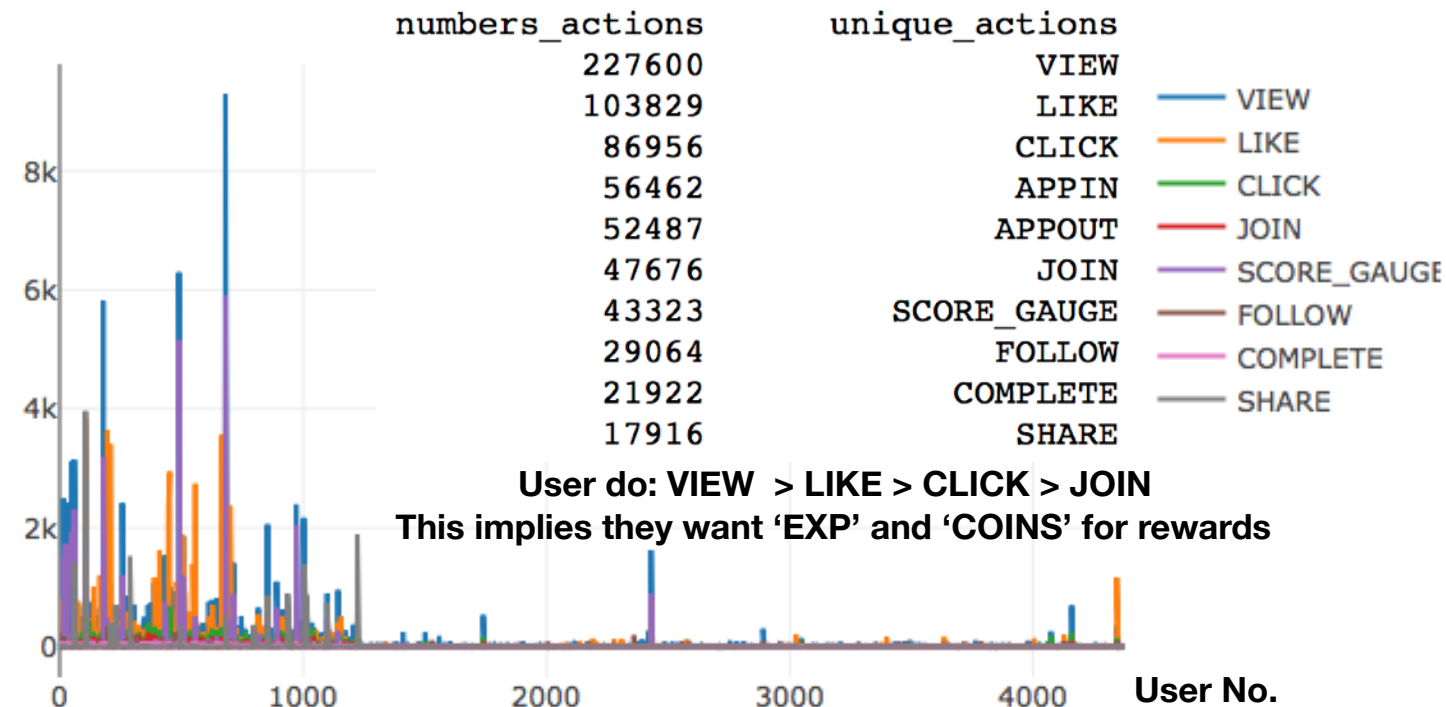 numbers_actions unique_actions
227600 VIEW
103829 LIKE
86956 CLICK
56462 APPIN
52487 APPOUT
47676 JOIN
43323 SCORE_GAUGE
29064 FOLLOW
21922 COMPLETE
17916 SHARE
VIEW
LIKE
CLICK
JOIN
SCORE_GAUGE
FOLLOW
COMPLETE
SHARE
User do: VIEW > LIKE > CLICK > JOIN
This implies they want ‘EXP’ and ‘COINS’ for rewards
8k
6k
4k
2k
0
0 1000 2000 3000 4000 User No.